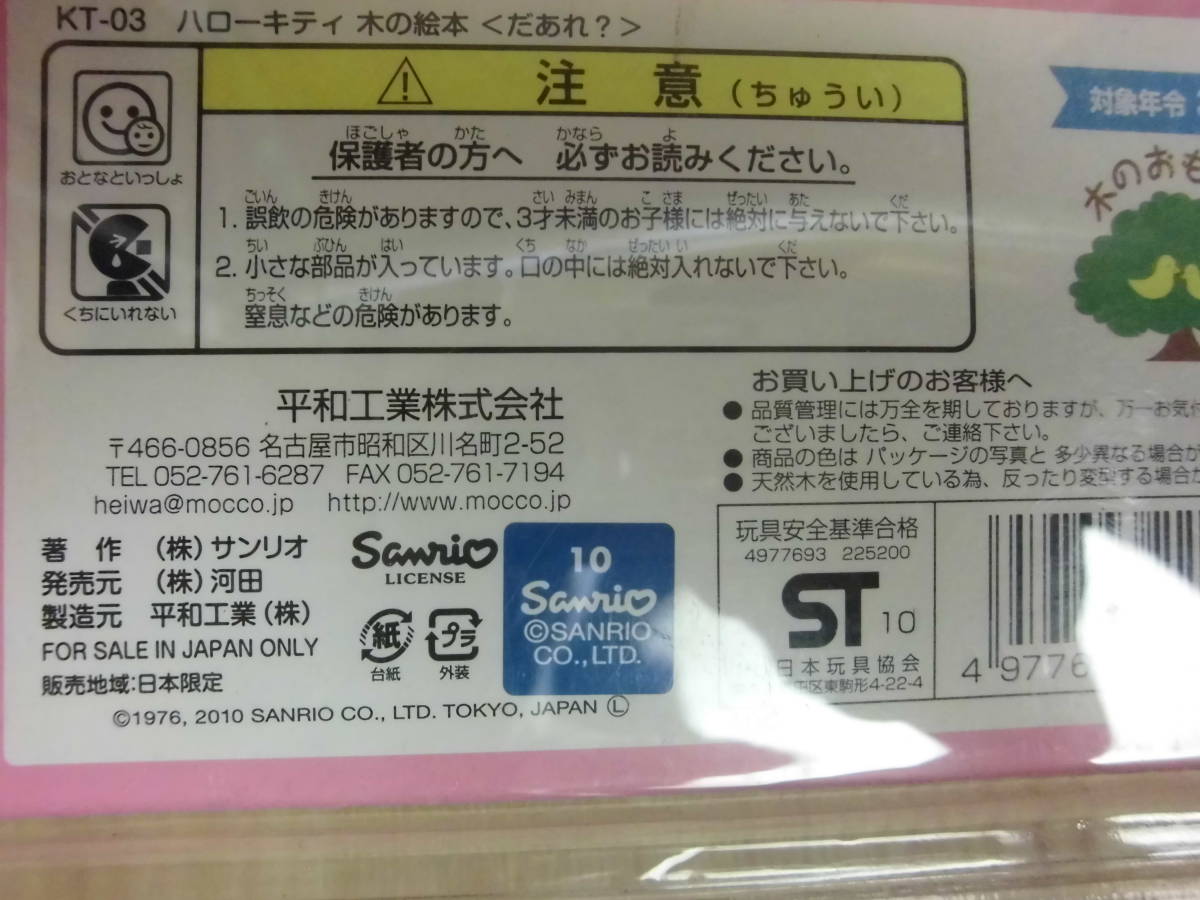 KT-03 ハローキティ 木の絵本 <だあれ?>
注意(ちゅうい)
ほごしゃ かた かなら よ
保護者の方へ 必ずお読みください。
おとなといっしょ
くちにいれない
ごいん きけん さい みまん こ さま ぜったい あた くだ
1. 誤飲の危険がありますので、3才未満のお子様には絶対に与えないで下さい。
ちい ぶひん はい くち なか ぜったい い くだ
2. 小さな部品が入っています。口の中には絶対入れないで下さい。
ちっそく きけん
窒息などの危険があります。
対象年令
木のおも
平和工業株式会社
〒466-0856 名古屋市昭和区川名町2-52
TEL 052-761-6287 FAX 052-761-7194
heiwa@mocco.jp http://www.mocco.jp
著作 (株)サンリオ
発売元 (株)河田
製造元 平和工業(株)
FOR SALE IN JAPAN ONLY
販売地域:日本限定
Sanrio
LICENSE
紙
台紙
プラ
外装
10
Sanrio
©SANRIO
CO.,LTD.
©1976, 2010 SANRIO CO., LTD. TOKYO, JAPAN Ⓛ
お買い上げのお客様へ
● 品質管理には万全を期しておりますが、万一お気付
ございましたら、ご連絡下さい。
● 商品の色は パッケージの写真と 多少異なる場合が
● 天然木を使用している為、反ったり変型する場合が
玩具安全基準合格
4977693 225200
ST 10
日本玩具協会
区東駒形4-22-4
4 9776